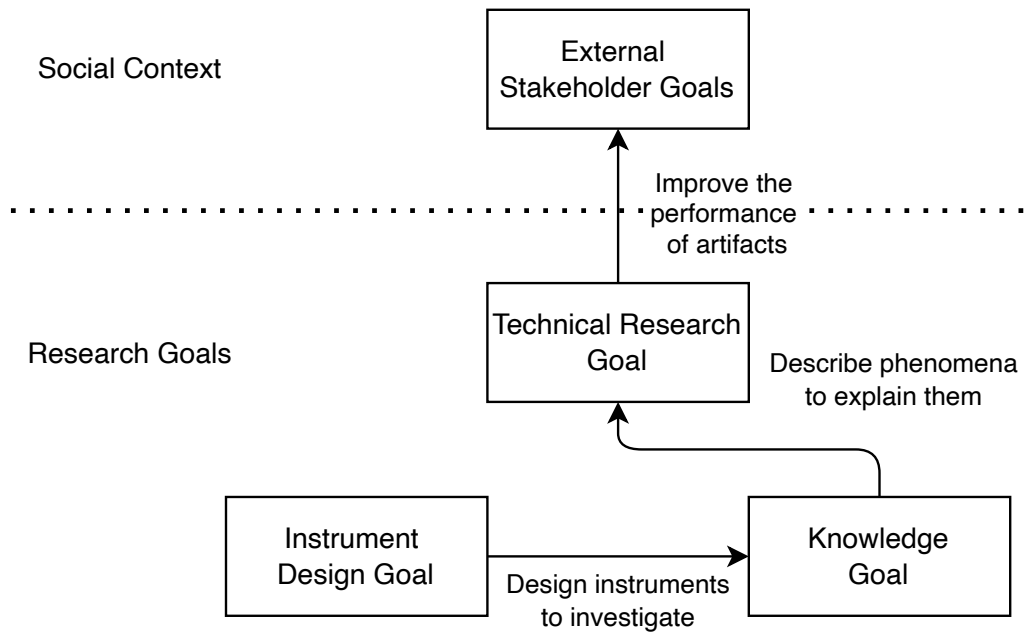 Social Context
External
Stakeholder Goals
Improve the
performance
of artifacts
Research Goals
Technical Research
Goal
Describe phenomena
to explain them
Instrument
Design Goal
Design instruments
to investigate
Knowledge
Goal